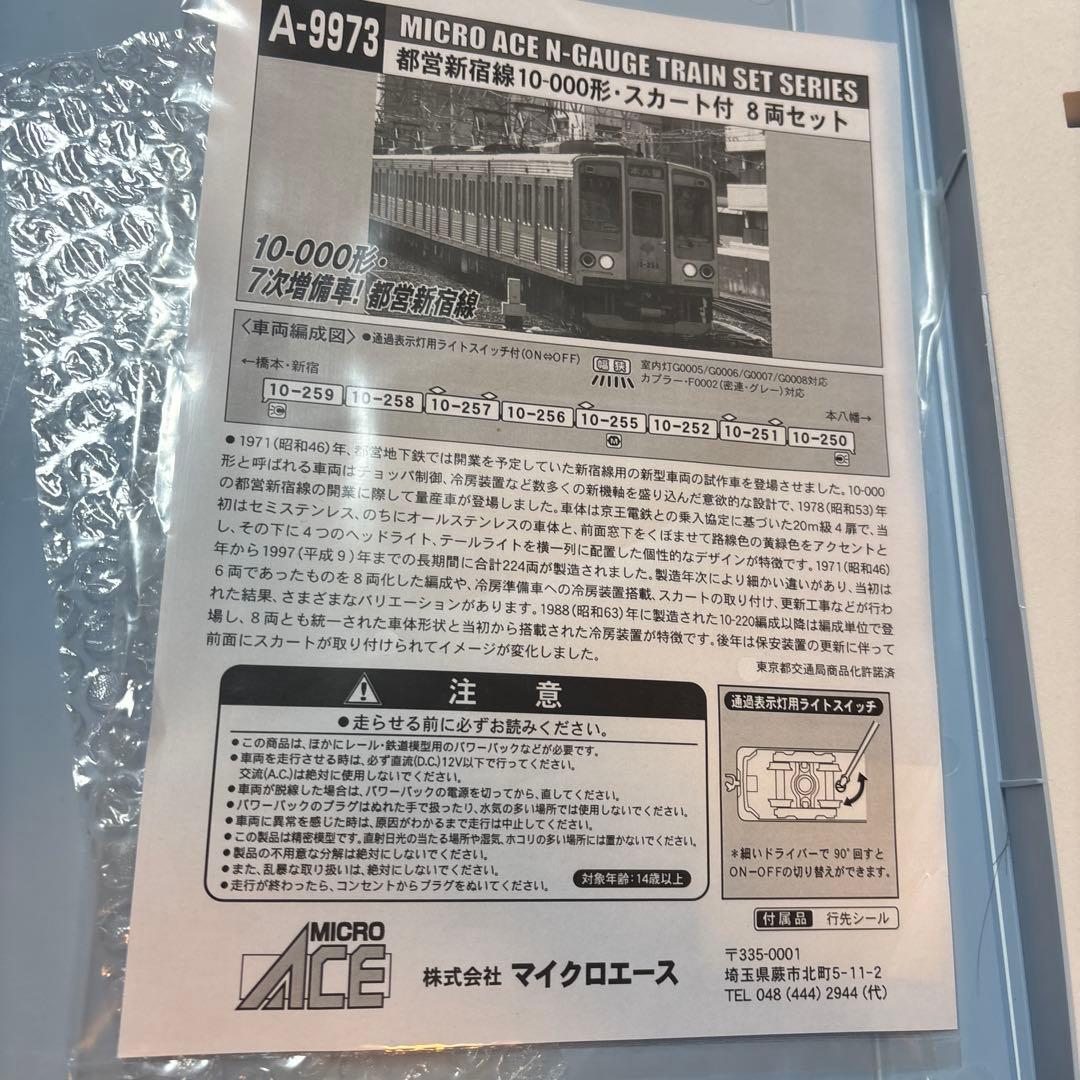 A-9973
MICRO ACE N-GAUGE TRAIN SET SERIES
都営新宿線10-000形・スカート付 8両セット
本八幡
10-000形・
7次増備車! 都営新宿線
〈車両編成図〉
●通過表示灯用ライトスイッチ付(ON⇔OFF)
室内灯G0005/G0006/G0007/G0008対応
カプラー・F0002(密連・グレー)対応
←橋本・新宿
本八幡→
10-259 10-258 10-257 10-256 10-255 10-252 10-251 10-250
M
●1971(昭和46)年、都営地下鉄では開業を予定していた新宿線用の新型車両の試作車を登場させました。10-000
形と呼ばれる車両はチョッパ制御、冷房装置など数多くの新機軸を盛り込んだ意欲的な設計で、1978(昭和53)年
の都営新宿線の開業に際して量産車が登場しました。車体は京王電鉄との乗入協定に基づいた20m級4扉で、当
初はセミステンレス、のちにオールステンレスの車体と、前面窓下をくぼませて路線色の黄緑色をアクセントと
し、その下に4つのヘッドライト、テールライトを横一列に配置した個性的なデザインが特徴です。1971(昭和46)
年から1997(平成9)年までの長期間に合計224両が製造されました。製造年次により細かい違いがあり、当初は
6両であったものを8両化した編成や、冷房準備車への冷房装置搭載、スカートの取り付け、更新工事などが行わ
れた結果、さまざまなバリエーションがあります。1988(昭和63)年に製造された10-220編成以降は編成単位で登
場し、8両とも統一された車体形状と当初から搭載された冷房装置が特徴です。後年は保安装置の更新に伴って
前面にスカートが取り付けられてイメージが変化しました。
東京都交通局商品化許諾済
注意
●走らせる前に必ずお読みください。
●この商品は、ほかにレール・鉄道模型用のパワーパックなどが必要です。
●車両を走行させる時は、必ず直流(D.C.)12V以下で行ってください。
交流(A.C.)は絶対に使用しないでください。
●車両が脱線した場合は、パワーパックの電源を切ってから、直してください。
●パワーパックのプラグはぬれた手で扱ったり、水気の多い場所では使用しないでください。
●車両に異常を感じた時は、原因がわかるまで走行は中止してください。
●この製品は精密模型です。直射日光の当たる場所や湿気、ホコリの多い場所には置かないでください。
●製品の不用意な分解は絶対にしないでください。
●また、乱暴な取り扱いは、絶対にしないでください。
●走行が終わったら、コンセントからプラグをぬいてください。
対象年齢:14歳以上
通過表示灯用ライトスイッチ
*細いドライバーで90°回すと
ON-OFFの切り替えができます。
付属品 行先シール
MICRO
ACE
株式会社 マイクロエース
〒335-0001
埼玉県蕨市北町5-11-2
TEL 048 (444) 2944 (代)